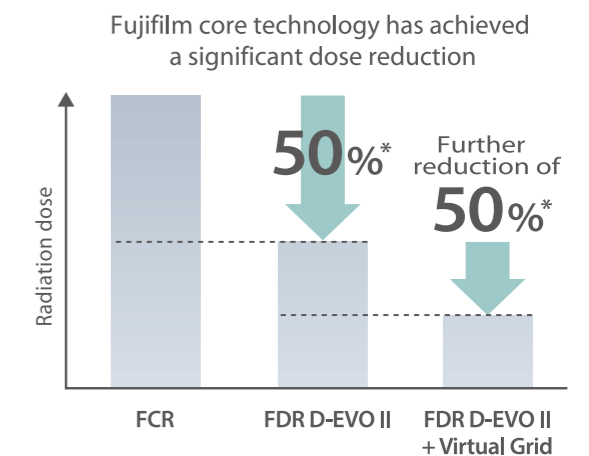 Fujifilm core technology has achieved
a significant dose reduction
50%*
Further
reduction of
50%*
Radiation dose
FCR
FDR D-EVO II
FDR D-EVO II
+ Virtual Grid